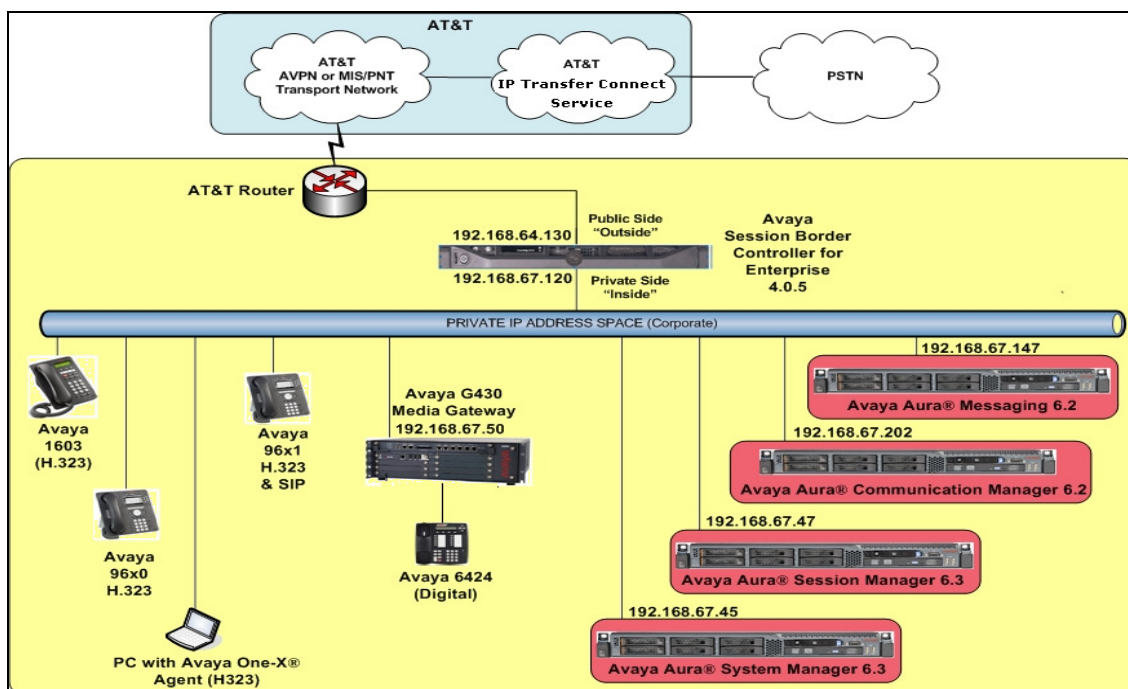 AT&T
AT&T
AVPN or MIS/PNT
Transport Network
AT&T
IP Transfer Connect
Service
PSTN
AT&T Router
192.168.64.130
Public Side
"Outside"
192.168.67.120
Private Side
"Inside"
Avaya
Session Border
Controller for
Enterprise
4.0.5
PRIVATE IP ADDRESS SPACE (Corporate)
Avaya
1603
(H.323)
Avaya
96x0
H.323
PC with Avaya One-X®
Agent (H323)
Avaya
96x1
H.323
& SIP
Avaya G430
Media Gateway
192.168.67.50
Avaya 6424
(Digital)
192.168.67.147
Avaya Aura® Messaging 6.2
192.168.67.202
Avaya Aura® Communication Manager 6.2
192.168.67.47
Avaya Aura® Session Manager 6.3
192.168.67.45
Avaya Aura® System Manager 6.3